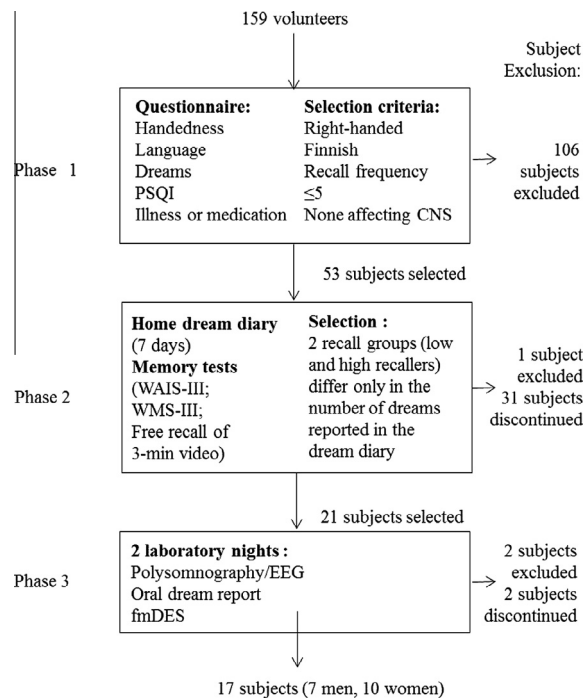 159 volunteers
Subject
Exclusion:
Phase 1
Questionnaire: Selection criteria:
Handedness Right-handed
Language Finnish
Dreams Recall frequency
PSQI ≤5
Illness or medication None affecting CNS
106
subjects
excluded
53 subjects selected
Phase 2
Home dream diary
(7 days)
Memory tests
(WAIS-III;
WMS-III;
Free recall of
3-min video)
Selection :
2 recall groups (low
and high recallers)
differ only in the
number of dreams
reported in the
dream diary
1 subject
excluded
31 subjects
discontinued
21 subjects selected
Phase 3
2 laboratory nights :
Polysomnography/EEG
Oral dream report
fmDES
2 subjects
excluded
2 subjects
discontinued
17 subjects (7 men, 10 women)